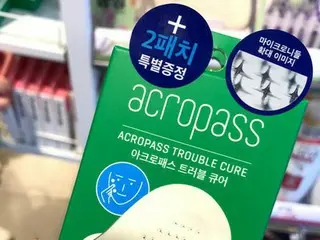 +
2패치
특별증정
마이크로니들
확대 이미지
acropass
ACROPASS TROUBLE CURE
아크로패스 트러블 큐어